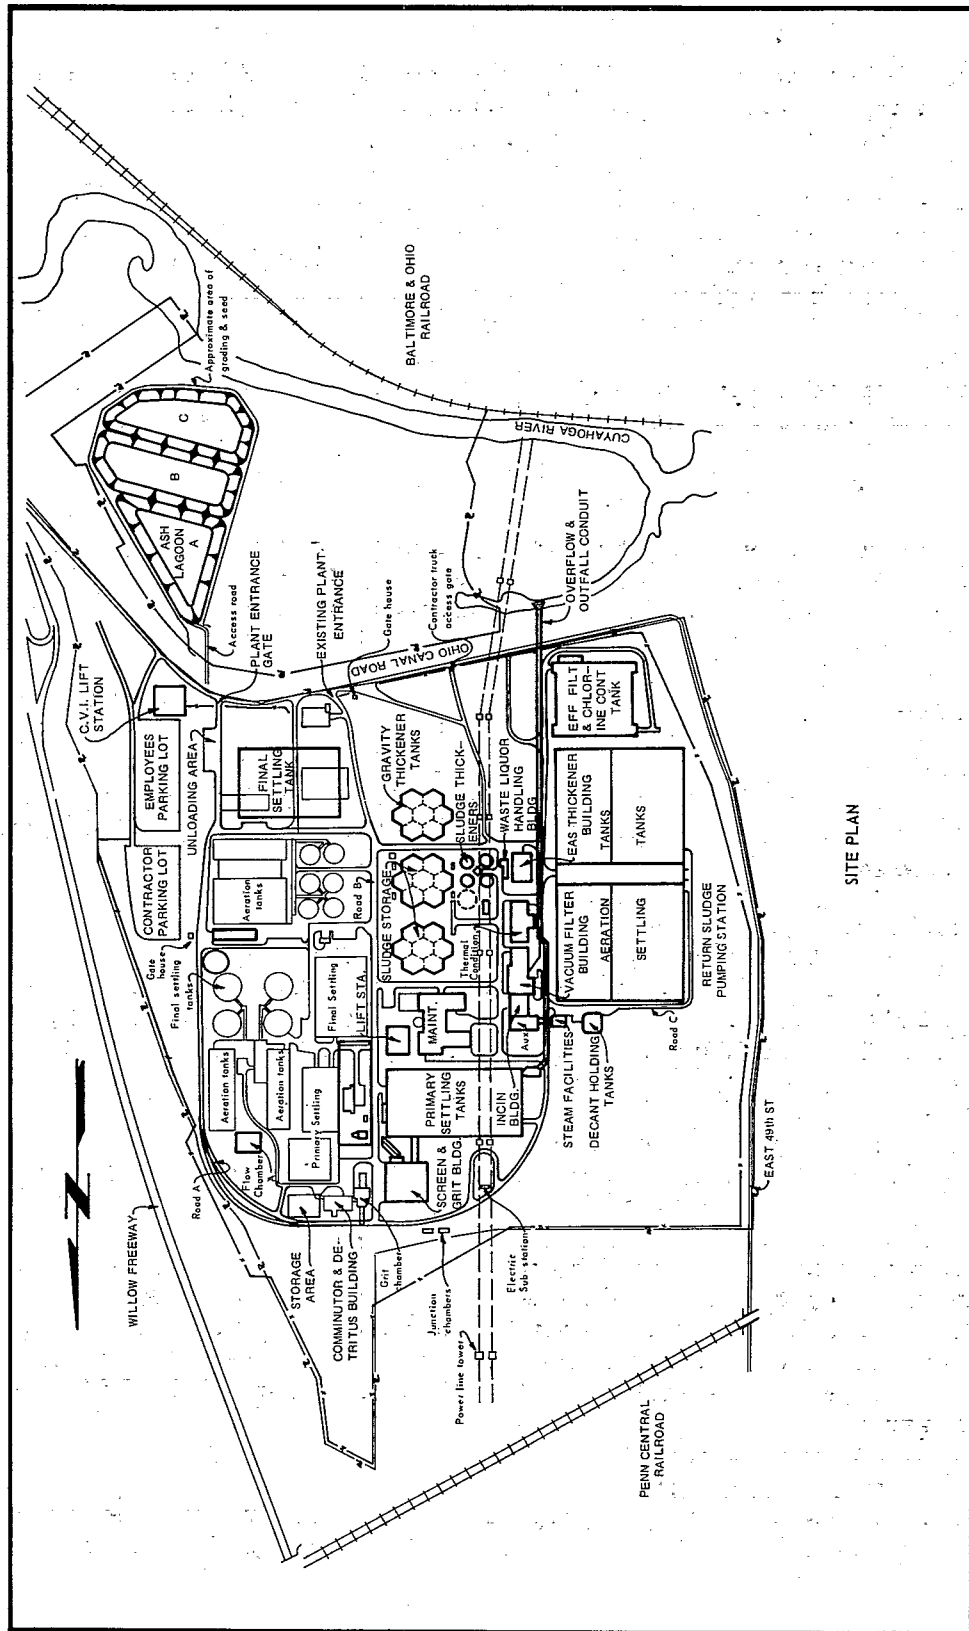 WILLOW FREEWAY
C.V.I. LIFT
STATION
EMPLOYEES
PARKING LOT
CONTRACTOR
PARKING LOT
UNLOADING AREA
Gate
house
Final settling
tanks
Road A
Flow
Chamber
Aeration tanks
Aeration tanks
Primary Settling
Final Settling
LIFT STA.
Aeration
tanks
Road B
FINAL
SETTLING
TANK
PLANT ENTRANCE
GATE
Access road
ASH
LAGOON
A
B
C
Approximate area of
grading & seed
EXISTING PLANT
ENTRANCE
Gate house
OHIO CANAL ROAD
Contractor truck
access gate
BALTIMORE & OHIO
RAILROAD
CUYAHOGA RIVER
OVERFLOW &
OUTFALL CONDUIT
STORAGE
AREA
COMMINUTOR & DE-
TRITUS BUILDING
Grit
chamber
Junction
chambers
Power line tower
Electric
Sub station
SCREEN &
GRIT BLDG.
PRIMARY
SETTLING
TANKS
MAINT.
SLUDGE STORAGE
GRAVITY
THICKENER
TANKS
SLUDGE THICK-
ENERS
WASTE LIQUOR
HANDLING
BLDG
Thermal
Condition
INCIN
BLDG.
Aux
STEAM FACILITIES
DECANT HOLDING
TANKS
VACUUM FILTER
BUILDING
AERATION
SETTLING
EAS THICKENER
BUILDING
TANKS
TANKS
EFF FILT
& CHLOR-
INE CONT
TANK
Road C
RETURN SLUDGE
PUMPING STATION
EAST 49th ST
PENN CENTRAL
RAILROAD
SITE PLAN